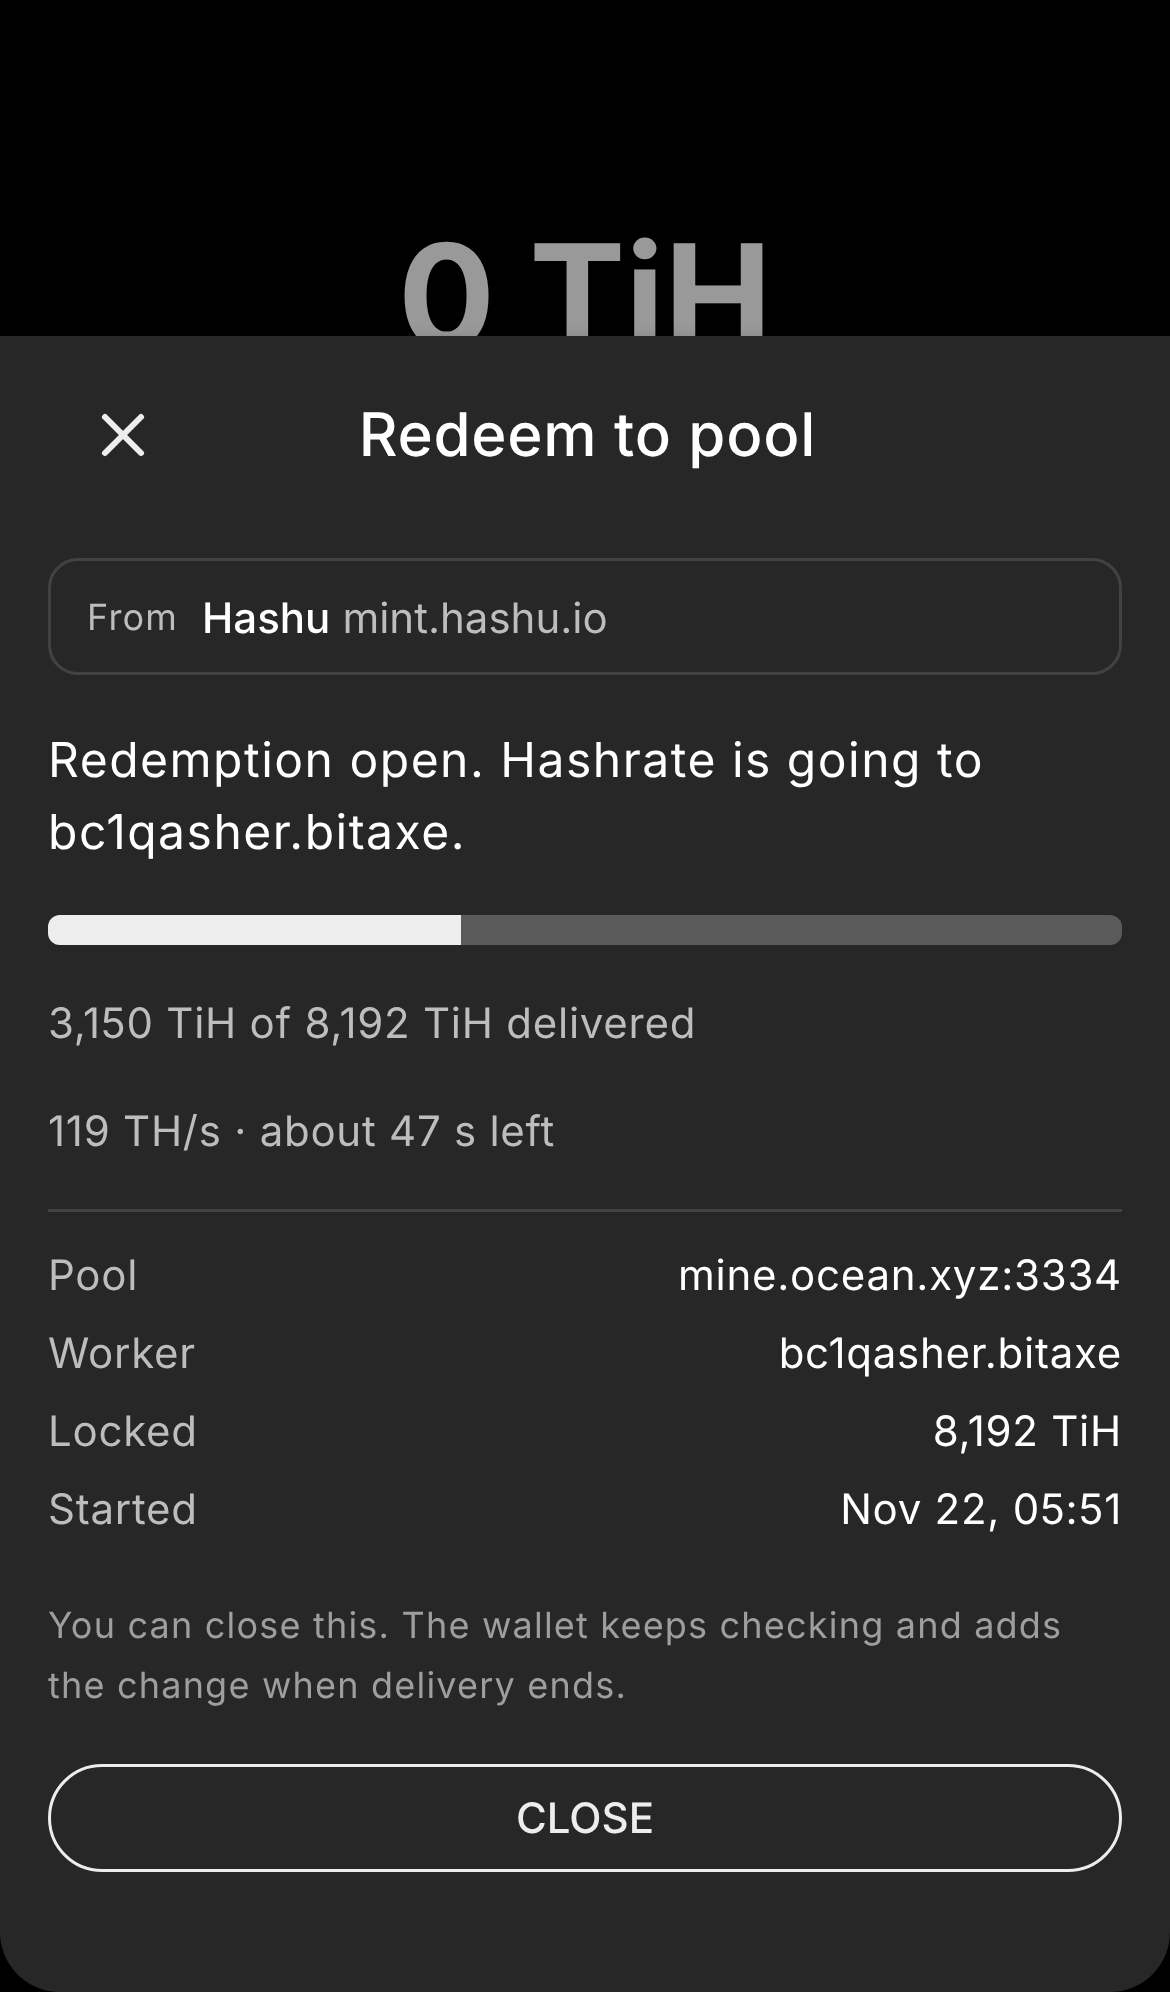 0 TiH
Redeem to pool
From Hashu mint.hashu.io
Redemption open. Hashrate is going to
bc1qasher.bitaxe.
3,150 TiH of 8,192 TiH delivered
119 TH/s · about 47 s left
Pool mine.ocean.xyz:3334
Worker bc1qasher.bitaxe
Locked 8,192 TiH
Started Nov 22, 05:51
You can close this. The wallet keeps checking and adds
the change when delivery ends.
CLOSE